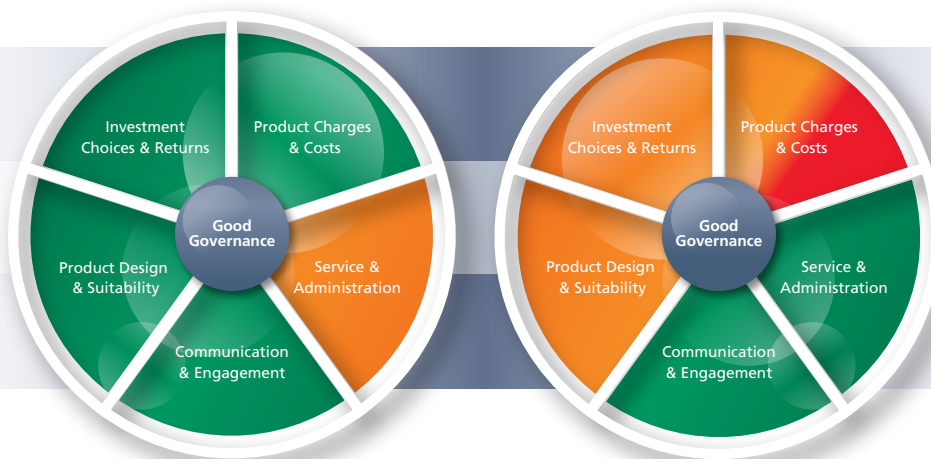 Investment
Choices & Returns
Product Charges
& Costs
Good
Governance
Product Design
& Suitability
Service &
Administration
Communication
& Engagement
Investment
Choices & Returns
Product Charges
& Costs
Good
Governance
Product Design
& Suitability
Service &
Administration
Communication
& Engagement